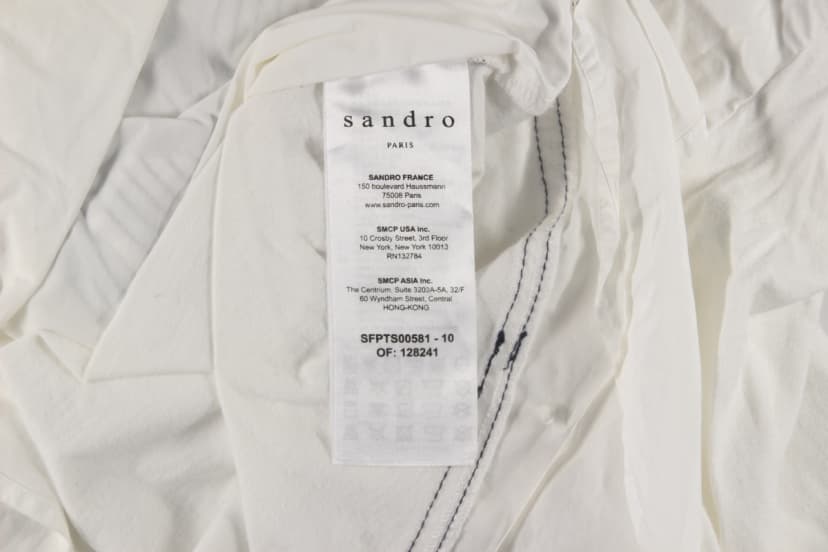 sandro
PARIS
SANDRO FRANCE
150 boulevard Haussmann
75008 Paris
www.sandro-paris.com
SMCP USA Inc.
10 Crosby Street, 3rd Floor
New York, New York 10013
RN132784
SMCP ASIA Inc.
The Centrium, Suite 3203A-5A, 32/F
60 Wyndham Street, Central
HONG-KONG
SFPTS00581 - 10
OF: 128241